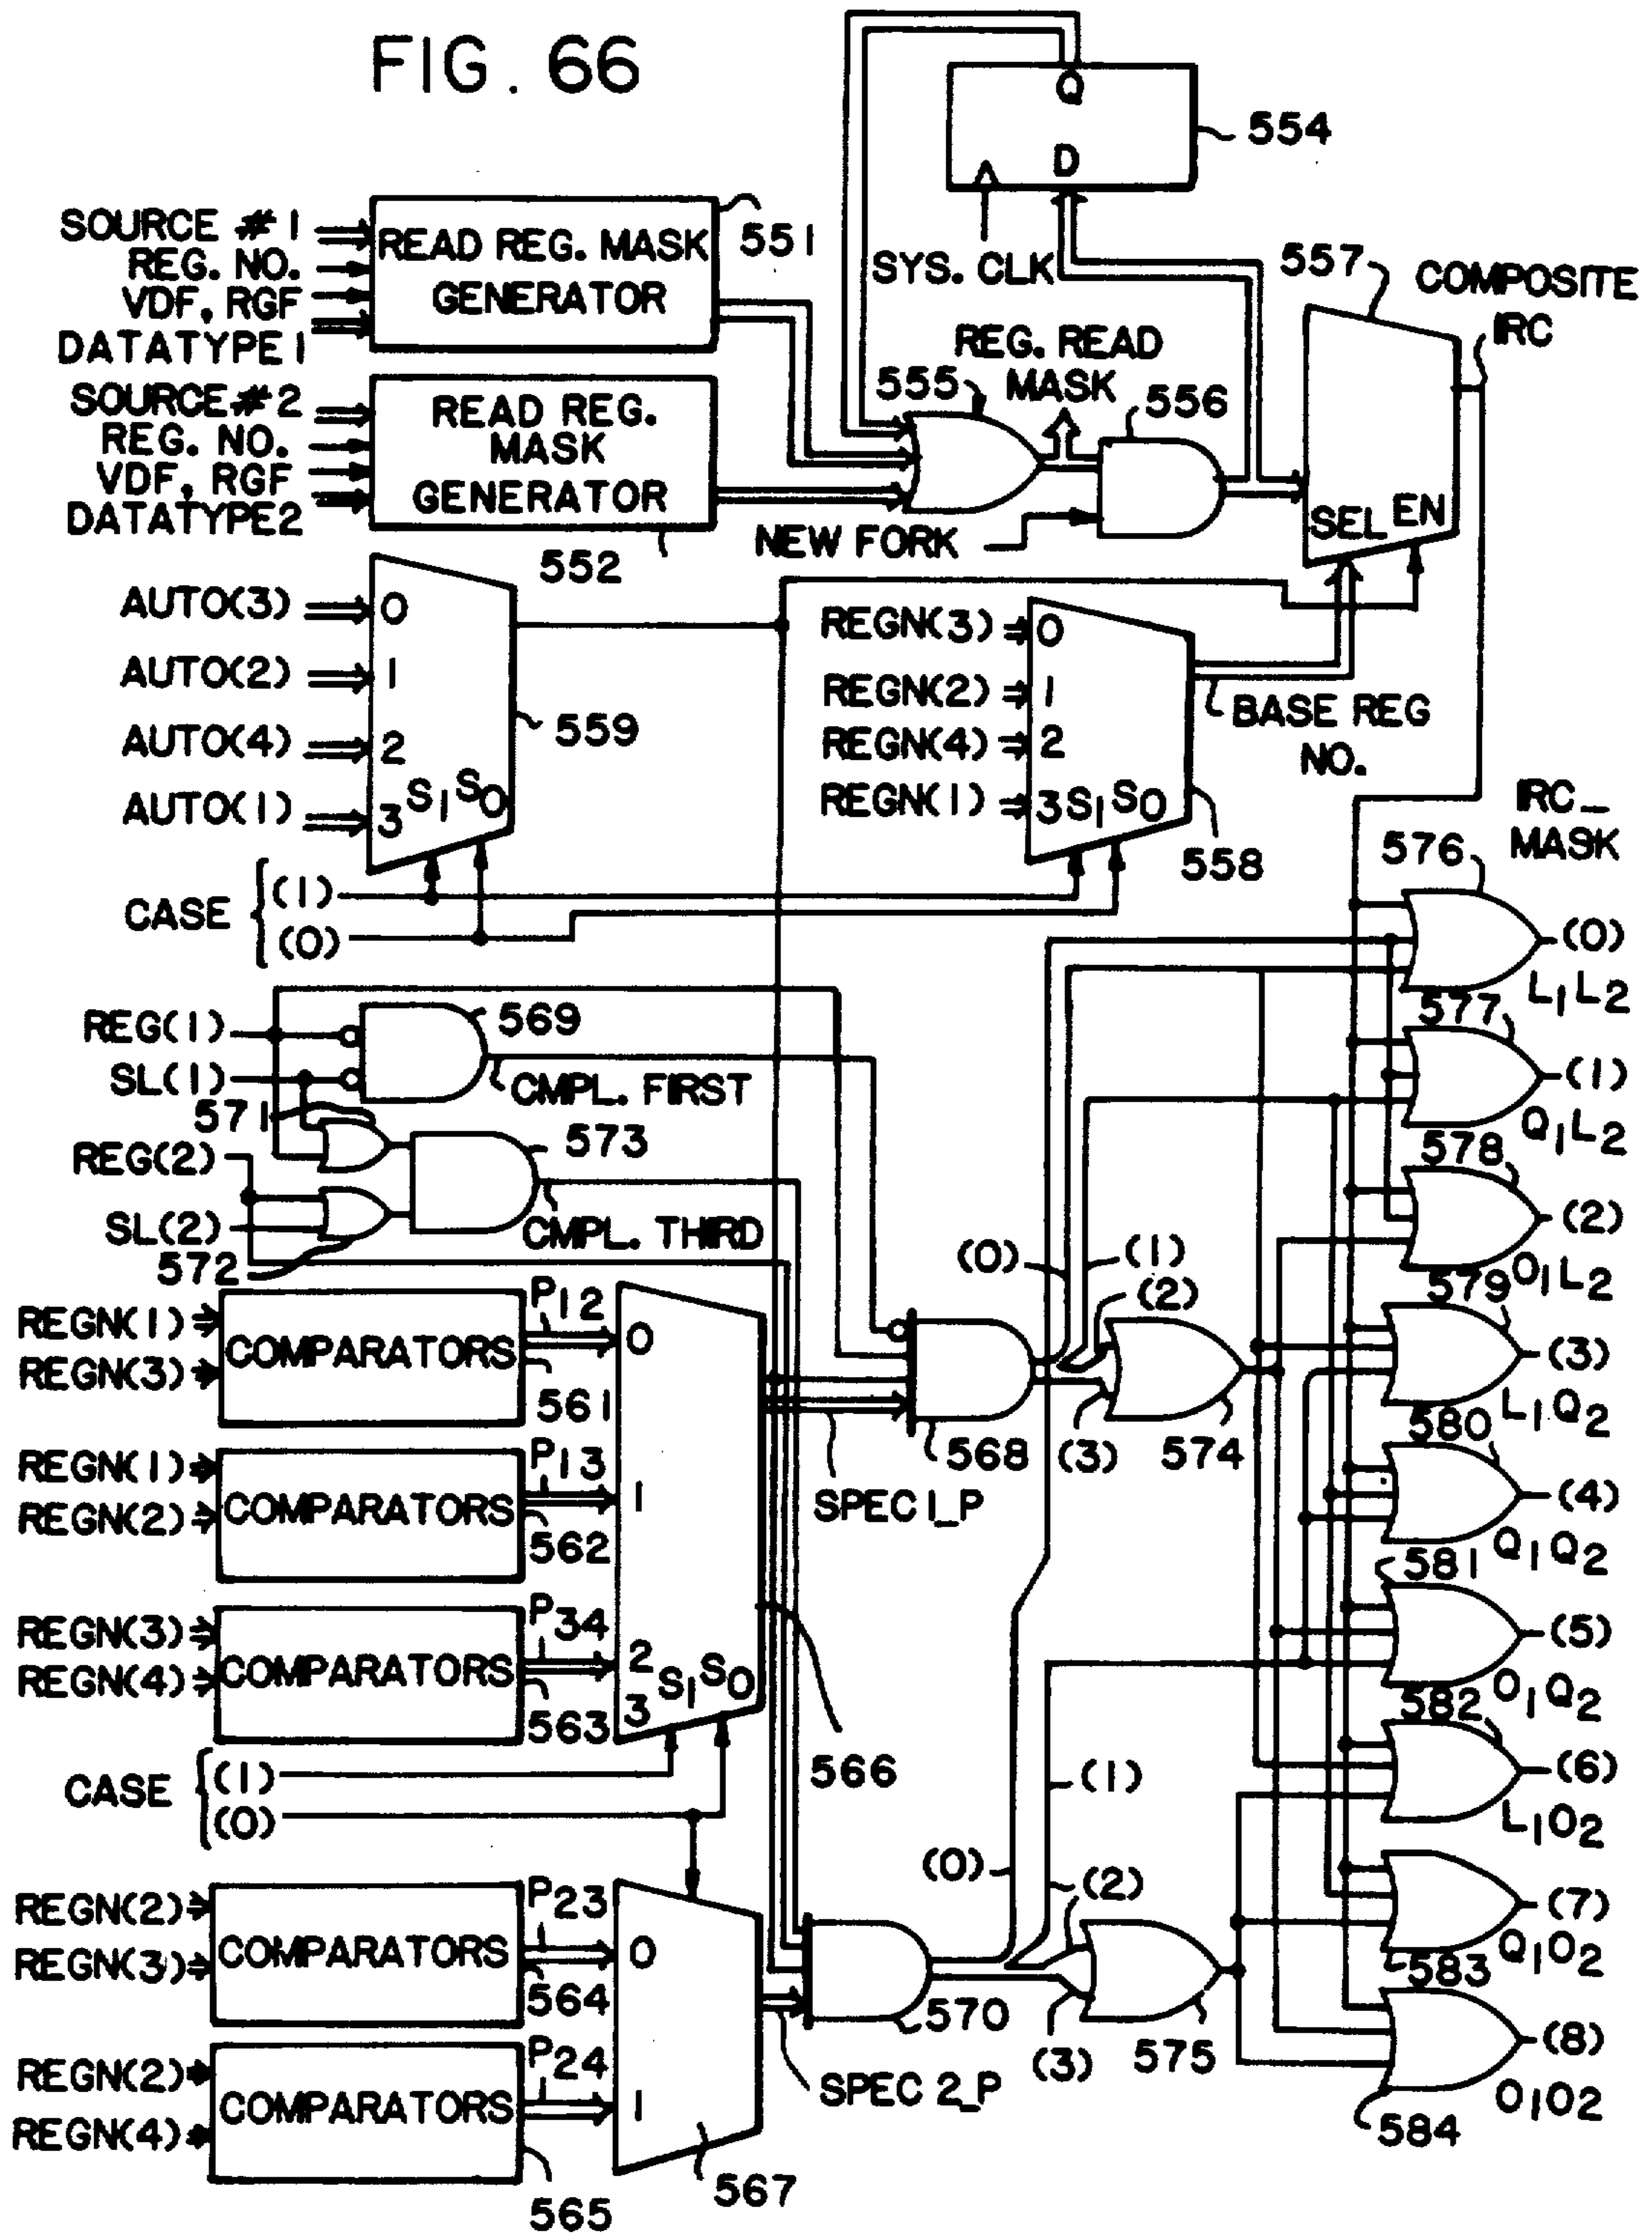 FIG. 66
Q
D
554
SYS. CLK
SOURCE #1
REG. NO.
VDF, RGF
DATATYPE 1
READ REG. MASK
GENERATOR
551
SOURCE #2
REG. NO.
VDF, RGF
DATATYPE2
READ REG.
MASK
GENERATOR
552
REG. READ
MASK
555
556
NEW FORK
557
COMPOSITE
IRC
SEL
EN
AUTO(3)
AUTO(2)
AUTO(4)
AUTO(1)
0
1
2
3
S1 S0
559
REGN(3)
REGN(2)
REGN(4)
REGN(1)
0
1
2
3
S1 S0
558
BASE REG
NO.
CASE
(1)
(0)
IRC_
MASK
576
(0)
L1L2
577
(1)
Q1L2
578
(2)
O1L2
579
(3)
L1Q2
580
(4)
Q1Q2
581
(5)
O1Q2
582
(6)
L1O2
(7)
Q1O2
583
(8)
O1O2
584
REG(1)
SL(1)
569
CMPL. FIRST
571
REG(2)
SL(2)
572
573
CMPL. THIRD
REGN(1)
REGN(3)
COMPARATORS
P12
561
REGN(1)
REGN(2)
COMPARATORS
P13
562
REGN(3)
REGN(4)
COMPARATORS
P34
563
0
1
2
3
S1 S0
566
CASE
(1)
(0)
(0)
(1)
(2)
(3)
568
574
SPEC1_P
REGN(2)
REGN(3)
COMPARATORS
P23
564
REGN(2)
REGN(4)
COMPARATORS
P24
565
0
1
567
(0)
(1)
(2)
(3)
570
575
SPEC 2_P